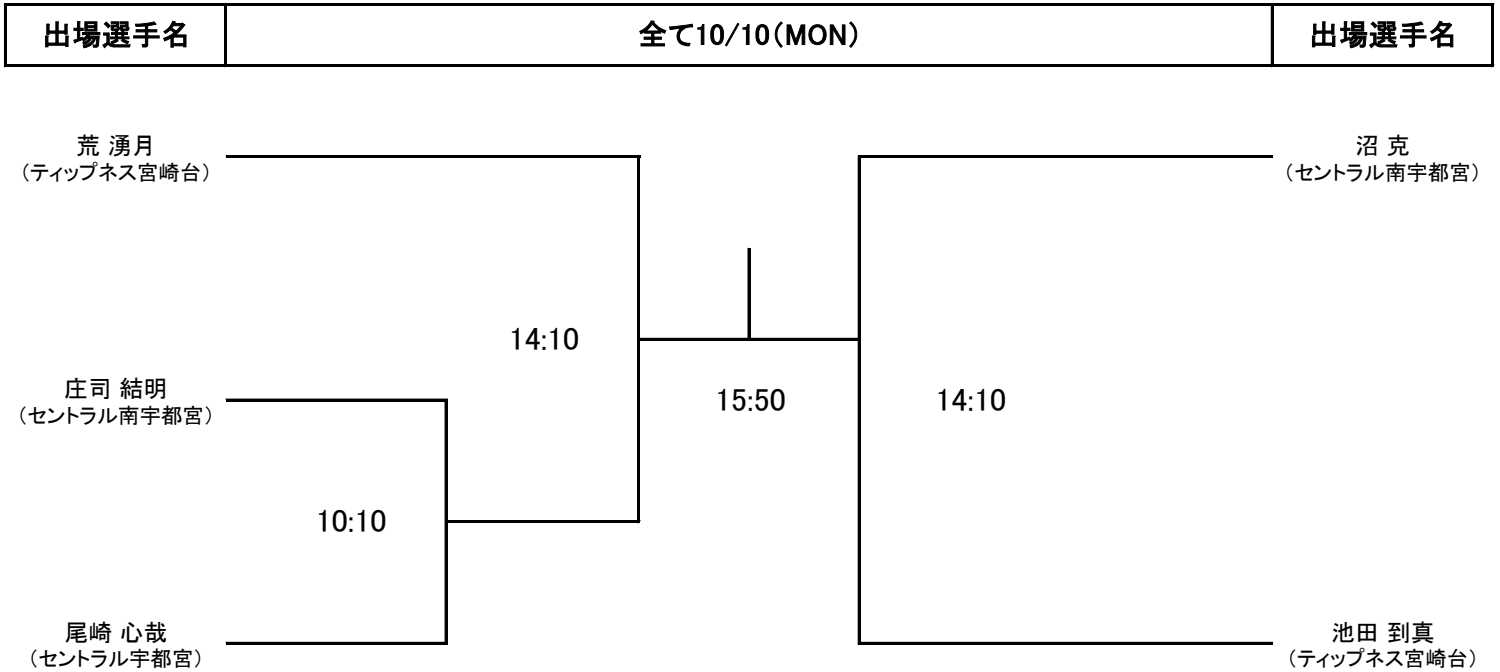 出場選手名
全て10/10(MON)
出場選手名
荒 湧月
(ティップネス宮崎台)
沼 克
(セントラル南宇都宮)
14:10
庄司 結明
(セントラル南宇都宮)
15:50
14:10
10:10
尾崎 心哉
(セントラル宇都宮)
池田 到真
(ティップネス宮崎台)